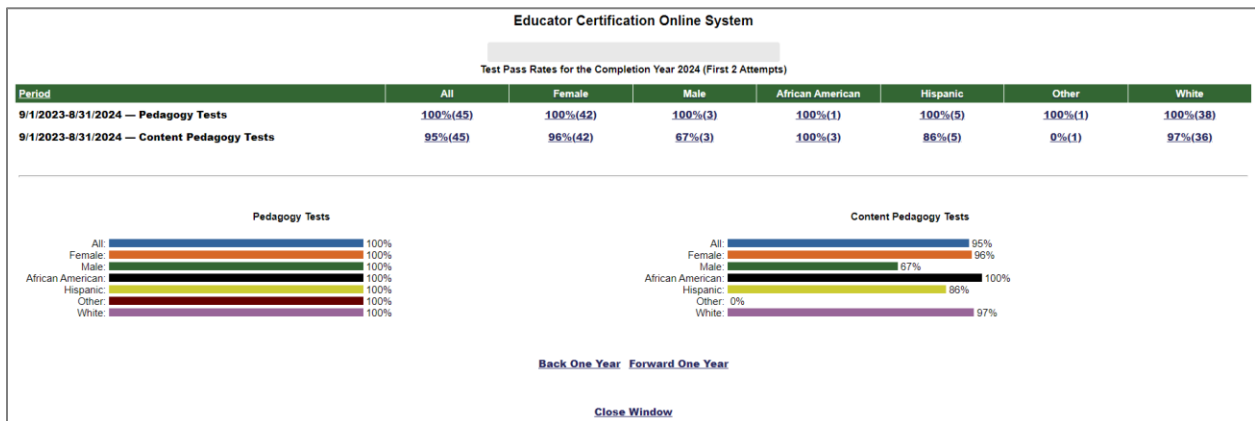 Educator Certification Online System
Test Pass Rates for the Completion Year 2024 (First 2 Attempts)
Period All Female Male African American Hispanic Other White
9/1/2023-8/31/2024 — Pedagogy Tests 100%(45) 100%(42) 100%(3) 100%(1) 100%(5) 100%(1) 100%(38)
9/1/2023-8/31/2024 — Content Pedagogy Tests 95%(45) 96%(42) 67%(3) 100%(3) 86%(5) 0%(1) 97%(36)
Pedagogy Tests
All: 100%
Female: 100%
Male: 100%
African American: 100%
Hispanic: 100%
Other: 100%
White: 100%
Content Pedagogy Tests
All: 95%
Female: 96%
Male: 67%
African American: 100%
Hispanic: 86%
Other: 0%
White: 97%
Back One Year Forward One Year
Close Window